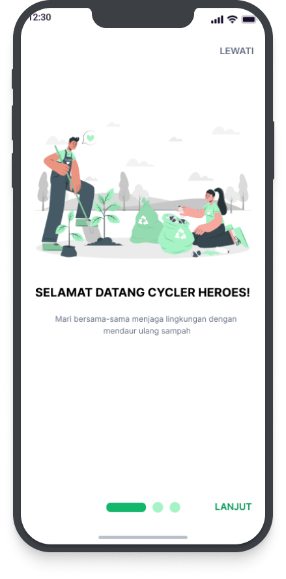 12:30
LEWATI
SELAMAT DATANG CYCLER HEROES!
Mari bersama-sama menjaga lingkungan dengan
mendaur ulang sampah
LANJUT